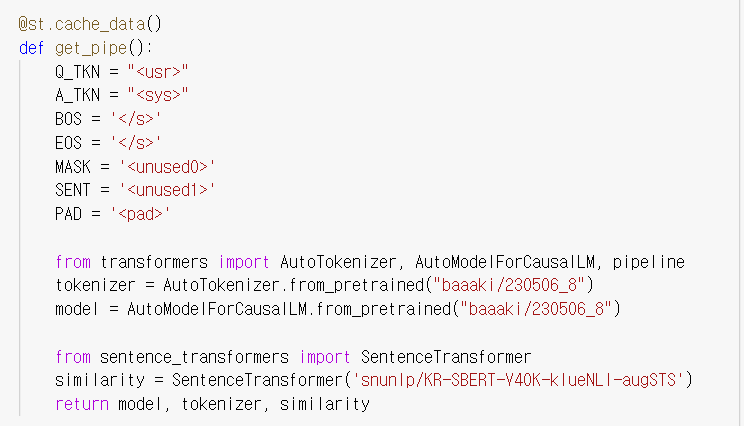 @st.cache_data()
def get_pipe():
    Q_TKN = "<usr>"
    A_TKN = "<sys>"
    BOS = '</s>'
    EOS = '</s>'
    MASK = '<unused0>'
    SENT = '<unused1>'
    PAD = '<pad>'

    from transformers import AutoTokenizer, AutoModelForCausalLM, pipeline
    tokenizer = AutoTokenizer.from_pretrained("baaaki/230506_8")
    model = AutoModelForCausalLM.from_pretrained("baaaki/230506_8")

    from sentence_transformers import SentenceTransformer
    similarity = SentenceTransformer('snunlp/KR-SBERT-V40K-klueNLI-augSTS')
    return model, tokenizer, similarity